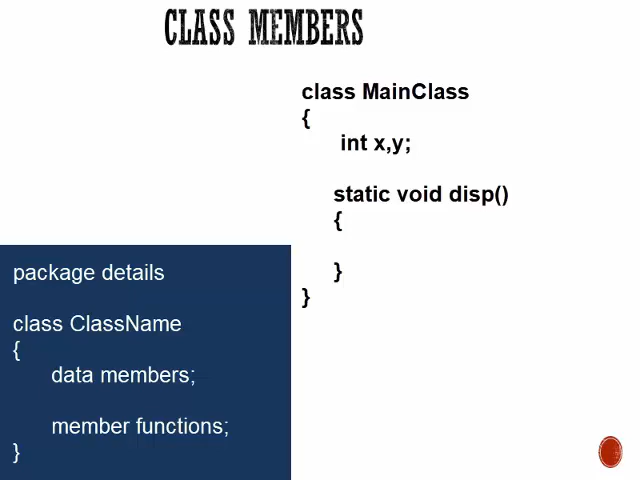 CLASS MEMBERS
class MainClass
{
int x,y;
static void disp()
{
}
}
package details
class ClassName
{
data members;
member functions;
}